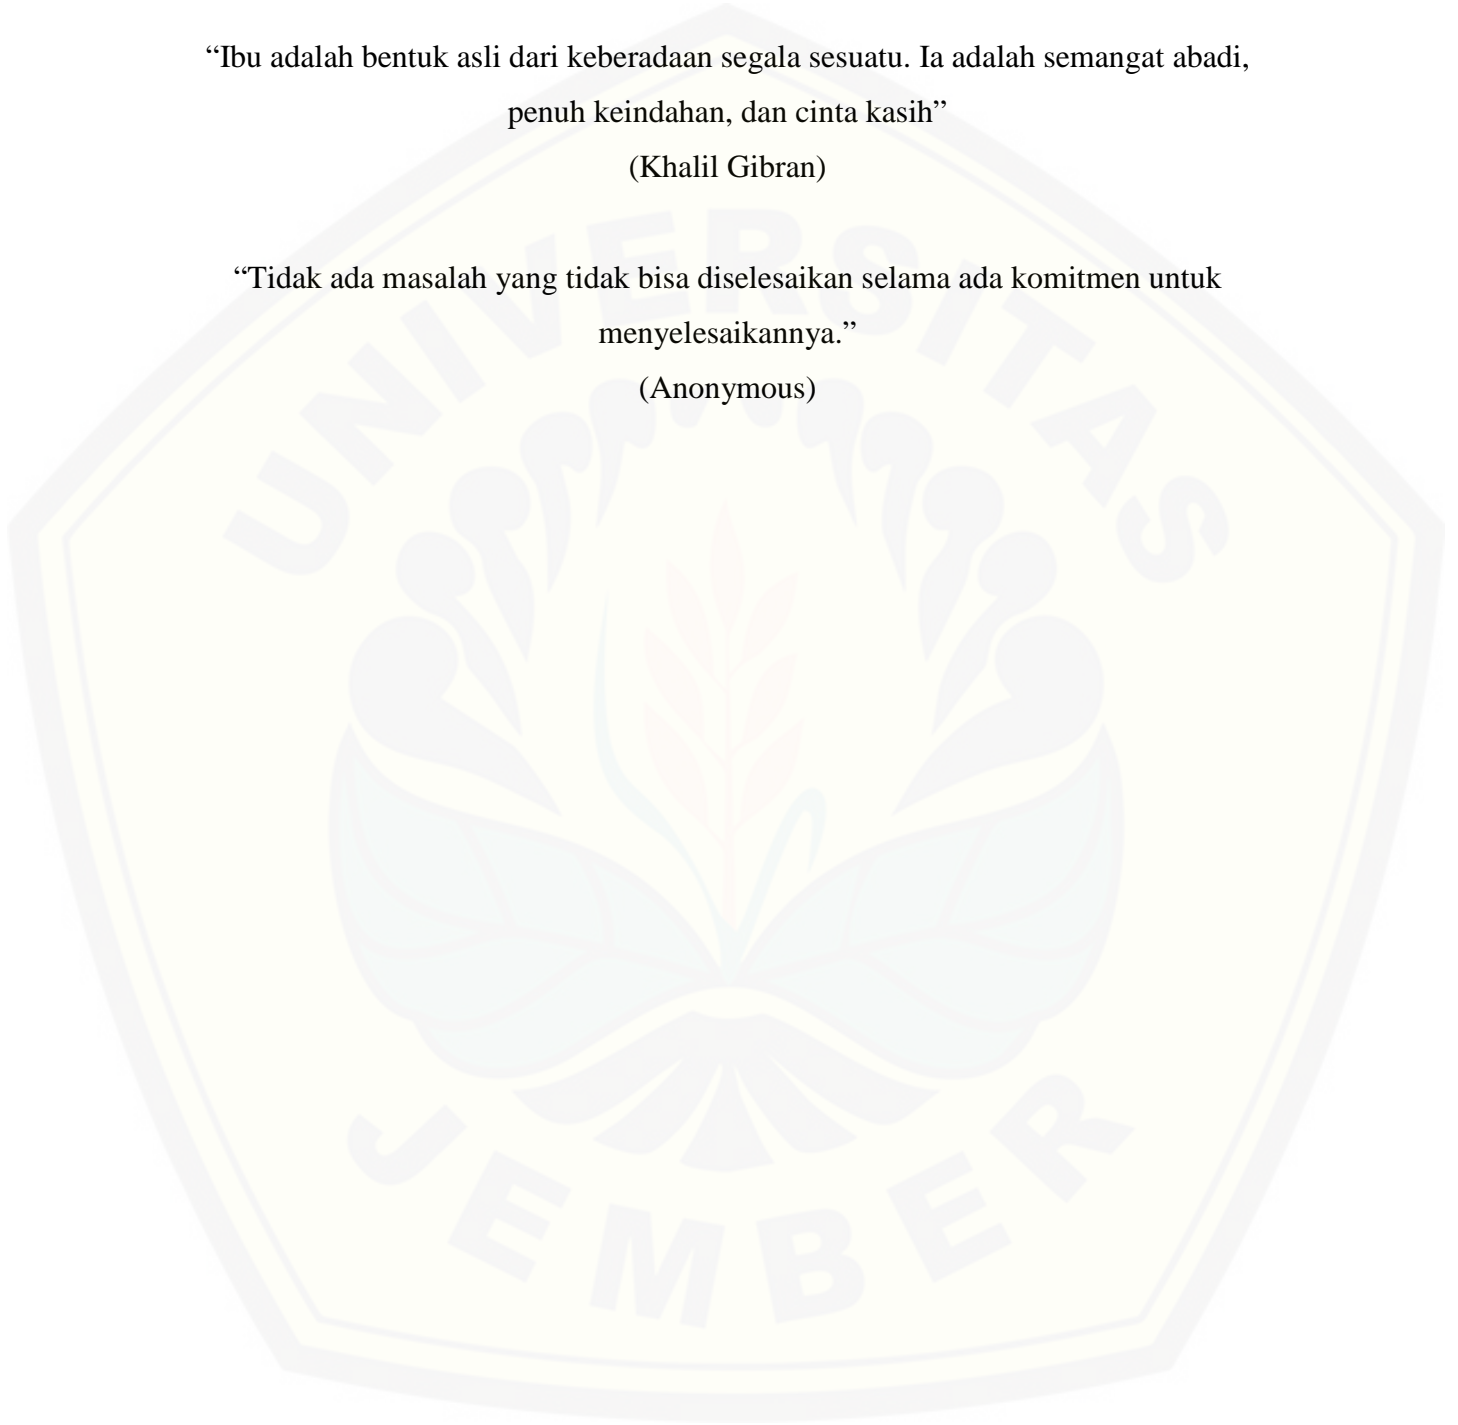 “Ibu adalah bentuk asli dari keberadaan segala sesuatu. Ia adalah semangat abadi,
penuh keindahan, dan cinta kasih”
(Khalil Gibran)
“Tidak ada masalah yang tidak bisa diselesaikan selama ada komitmen untuk
menyelesaikannya.”
(Anonymous)
UNIVERSITAS
JEMBER